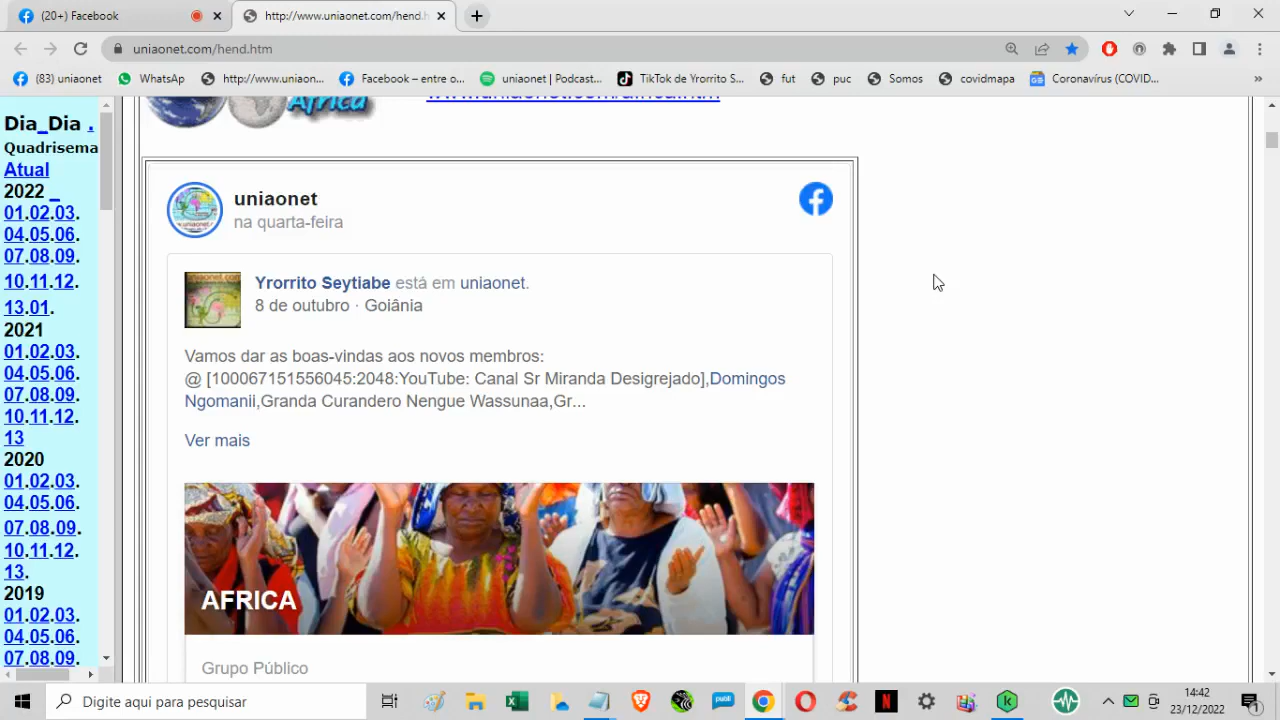 (20+) Facebook
http://www.uniaonet.com/hend.h
uniaonet.com/hend.htm
(83) uniaonet
WhatsApp
http://www.uniaon...
Facebook – entre o...
uniaonet | Podcast...
TikTok de Yrorrito S...
fut
puc
Somos
covidmapa
Coronavírus (COVID...
»
Africa
www.uniaonet.com/africa.htm
Dia_Dia .
Quadrisema
Atual
2022 _
01.02.03.
04.05.06.
07.08.09.
10.11.12.
13.01.
2021
01.02.03.
04.05.06.
07.08.09.
10.11.12.
13
2020
01.02.03.
04.05.06.
07.08.09.
10.11.12.
13.
2019
01.02.03.
04.05.06.
07.08.09.
uniaonet
na quarta-feira
Yrorrito Seytiabe está em uniaonet.
8 de outubro · Goiânia
Vamos dar as boas-vindas aos novos membros:
@ [100067151556045:2048:YouTube: Canal Sr Miranda Desigrejado],Domingos
Ngomanii,Granda Curandero Nengue Wassunaa,Gr...
Ver mais
AFRICA
Grupo Público
Digite aqui para pesquisar
14:42
23/12/2022